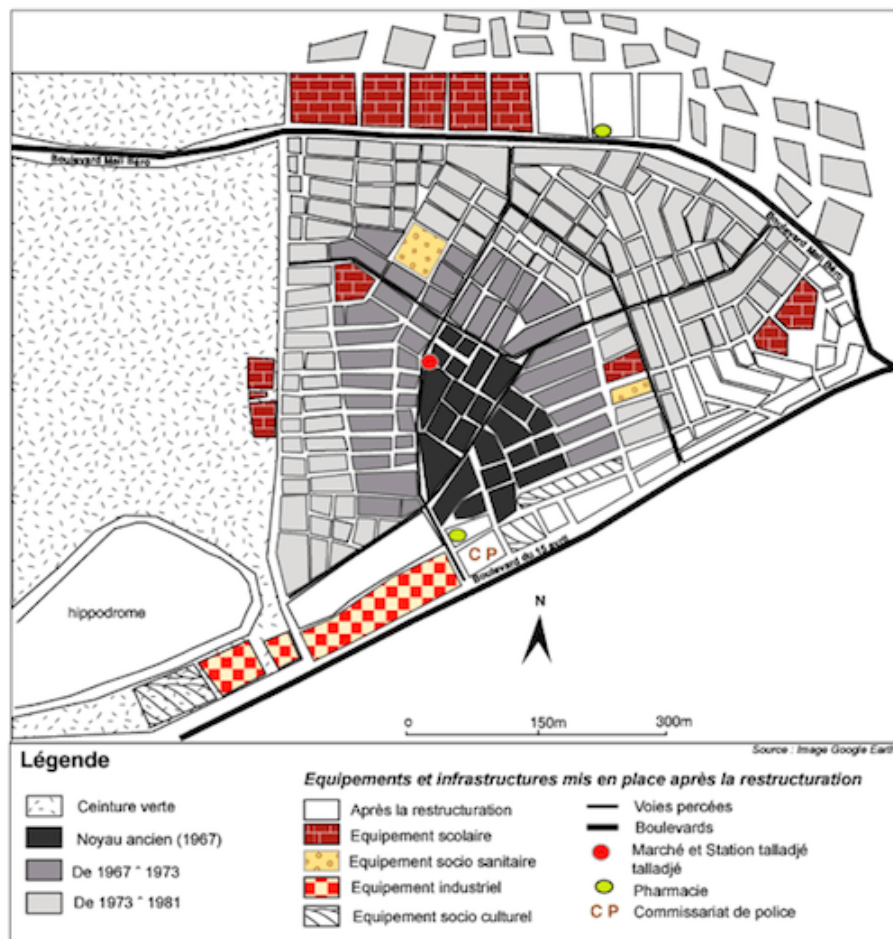 Boulevard Mali Béro
Boulevard Mali Béro
hippodrome
C P
Boulevard du 15 avril
N
0 150m 300m
Source : Image Google Earth
Légende
Ceinture verte
Noyau ancien (1967)
De 1967 ˜ 1973
De 1973 ˜ 1981
Equipements et infrastructures mis en place après la restructuration
Après la restructuration
Equipement scolaire
Equipement socio sanitaire
Equipement industriel
Equipement socio culturel
Voies percées
Boulevards
Marché et Station talladjé
talladjé
Pharmacie
C P Commissariat de police